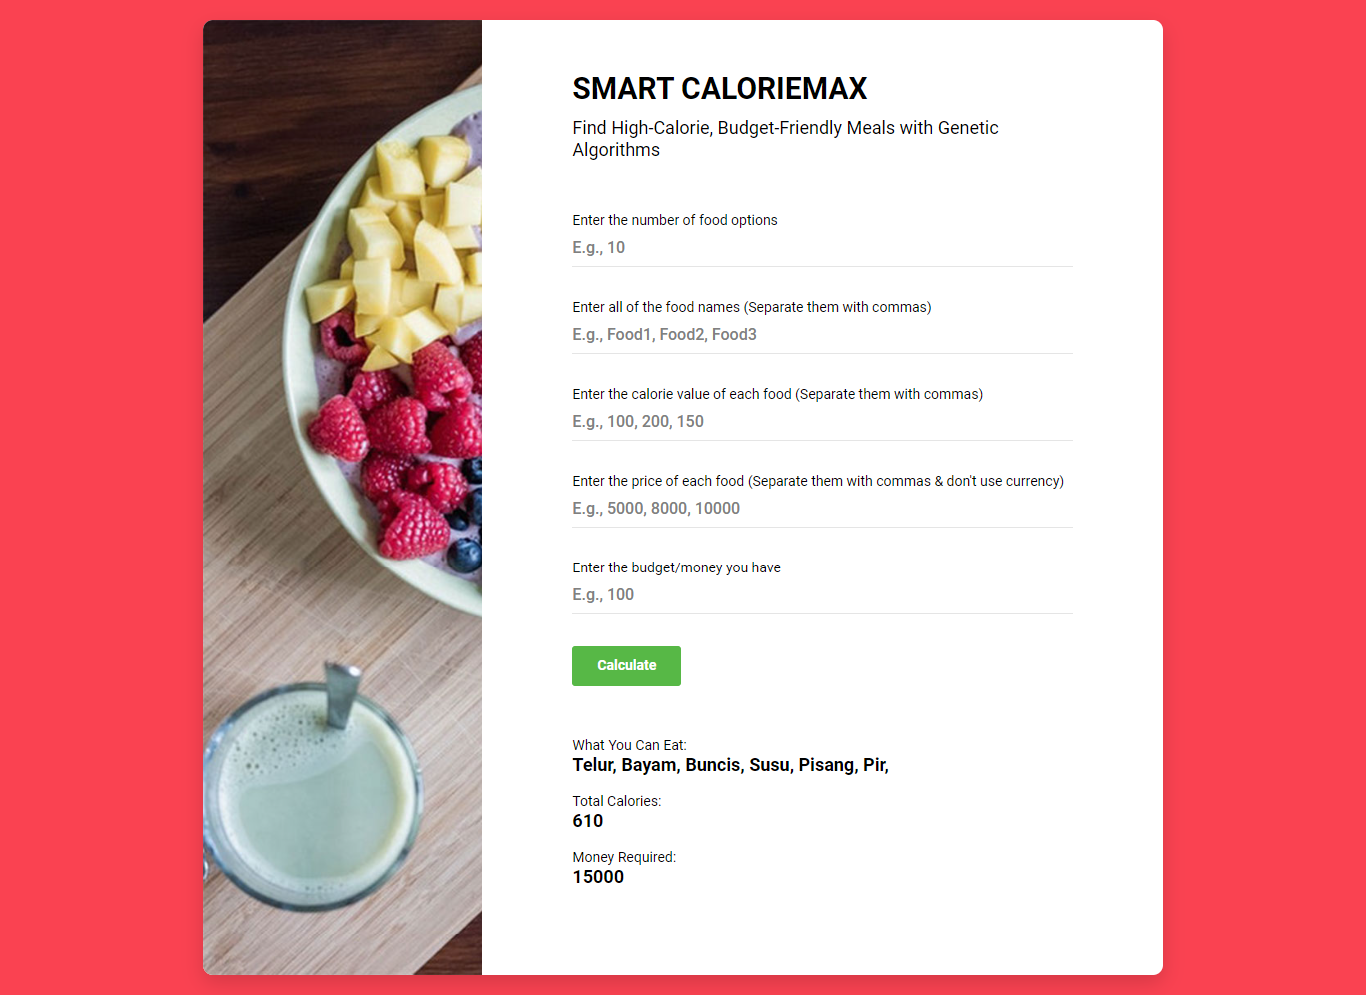 SMART CALORIEMAX
Find High-Calorie, Budget-Friendly Meals with Genetic
Algorithms
Enter the number of food options
E.g., 10
Enter all of the food names (Separate them with commas)
E.g., Food1, Food2, Food3
Enter the calorie value of each food (Separate them with commas)
E.g., 100, 200, 150
Enter the price of each food (Separate them with commas & don't use currency)
E.g., 5000, 8000, 10000
Enter the budget/money you have
E.g., 100
Calculate
What You Can Eat:
Telur, Bayam, Buncis, Susu, Pisang, Pir,
Total Calories:
610
Money Required:
15000